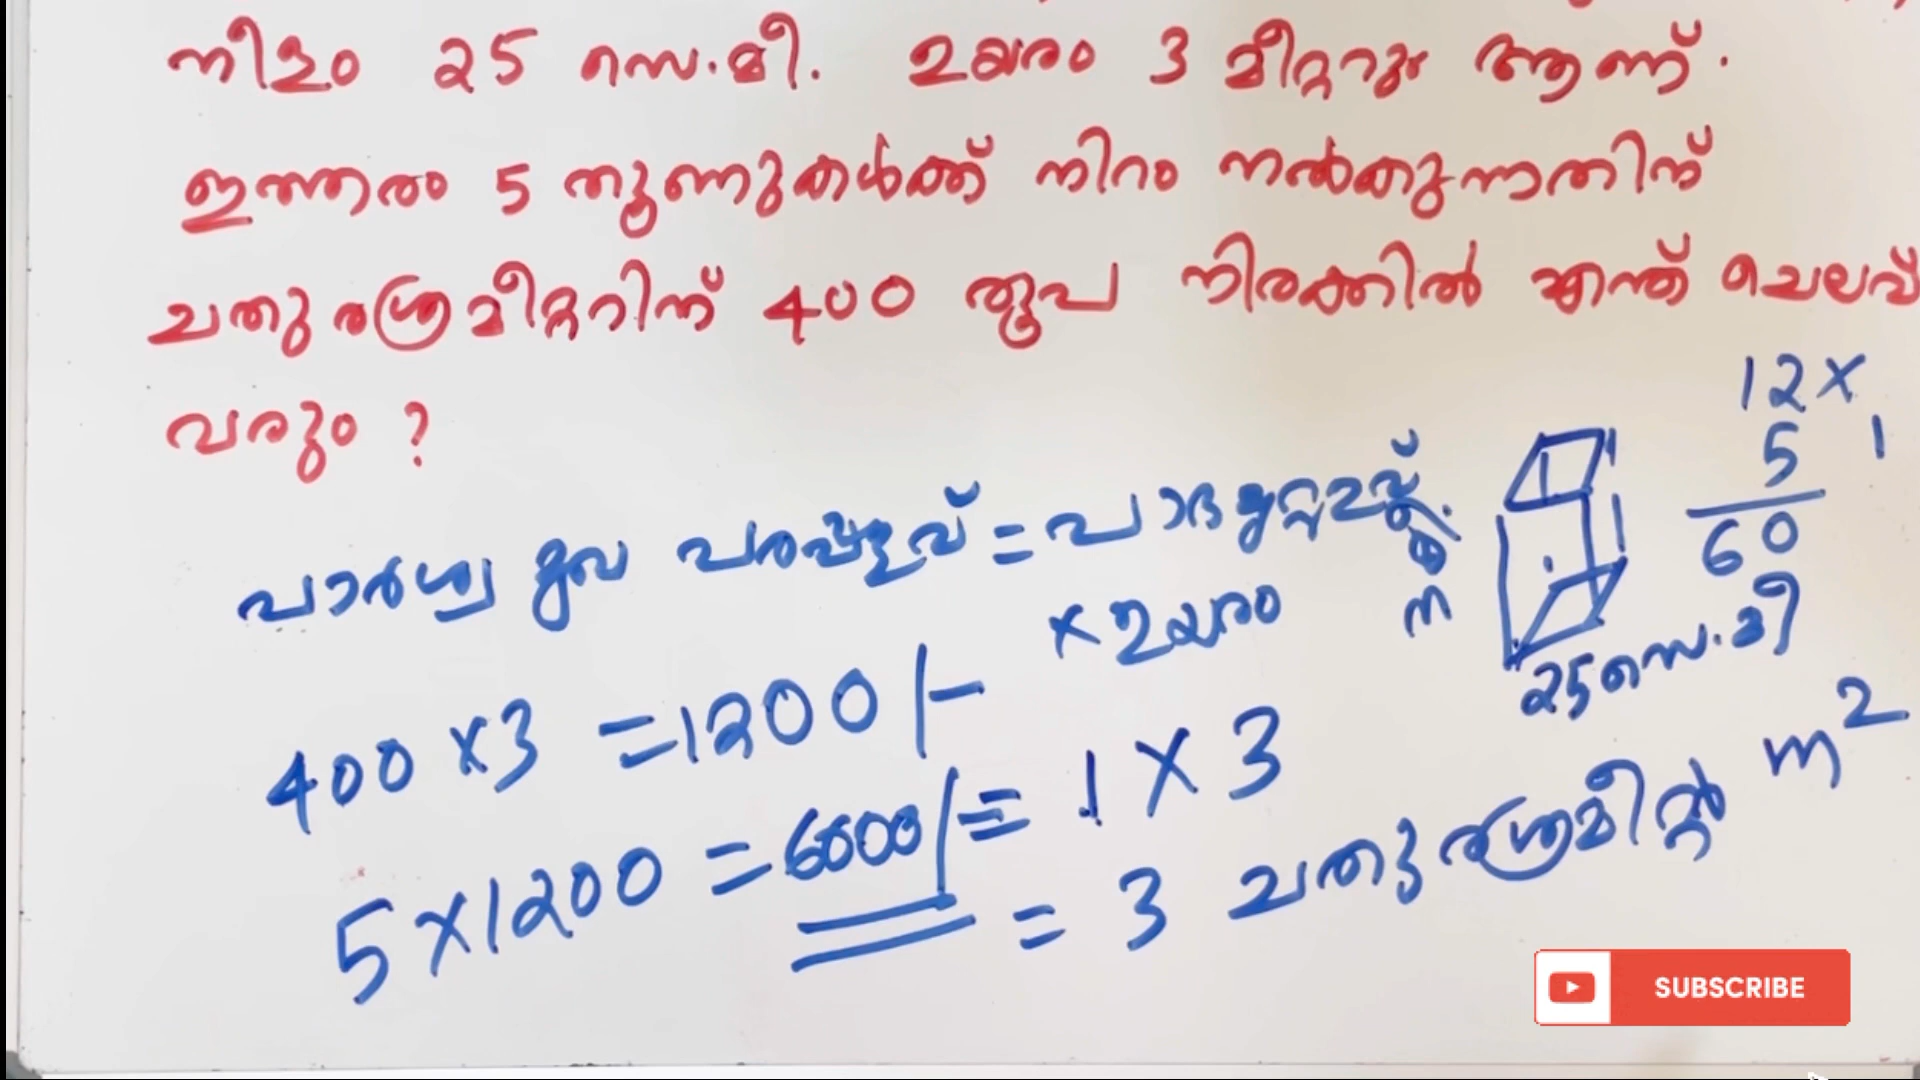 നീളം 25 സെ.മീ. ഉയരം 3 മീറ്ററും ആണ്.
ഇത്തരം 5 തൂണുകൾക്ക് നിറം നൽകുന്നതിന്
ചതുരശ്രമീറ്ററിന് 400 രൂപ നിരക്കിൽ എന്ത് ചെലവ്
വരും ?
12 x
5 1
60
പാർശ്വ മുഖ പരപ്പളവ് = പാദചുറ്റളവ്
x ഉയരം
25 സെ.മീ
400 x 3 = 1200/-
= 1 x 3
5 x 1200 = 6000/-
= 3 ചതുരശ്രമീറ്റർ m²
SUBSCRIBE